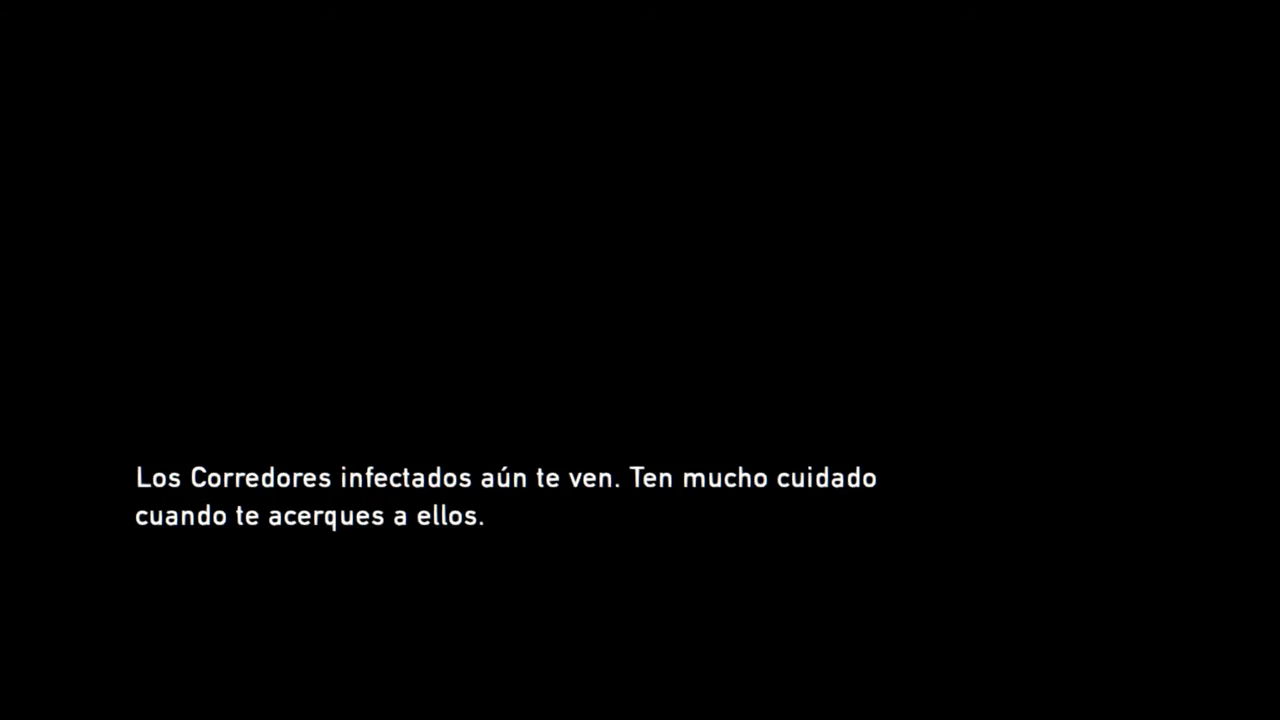 Los Corredores infectados aún te ven. Ten mucho cuidado
cuando te acerques a ellos.